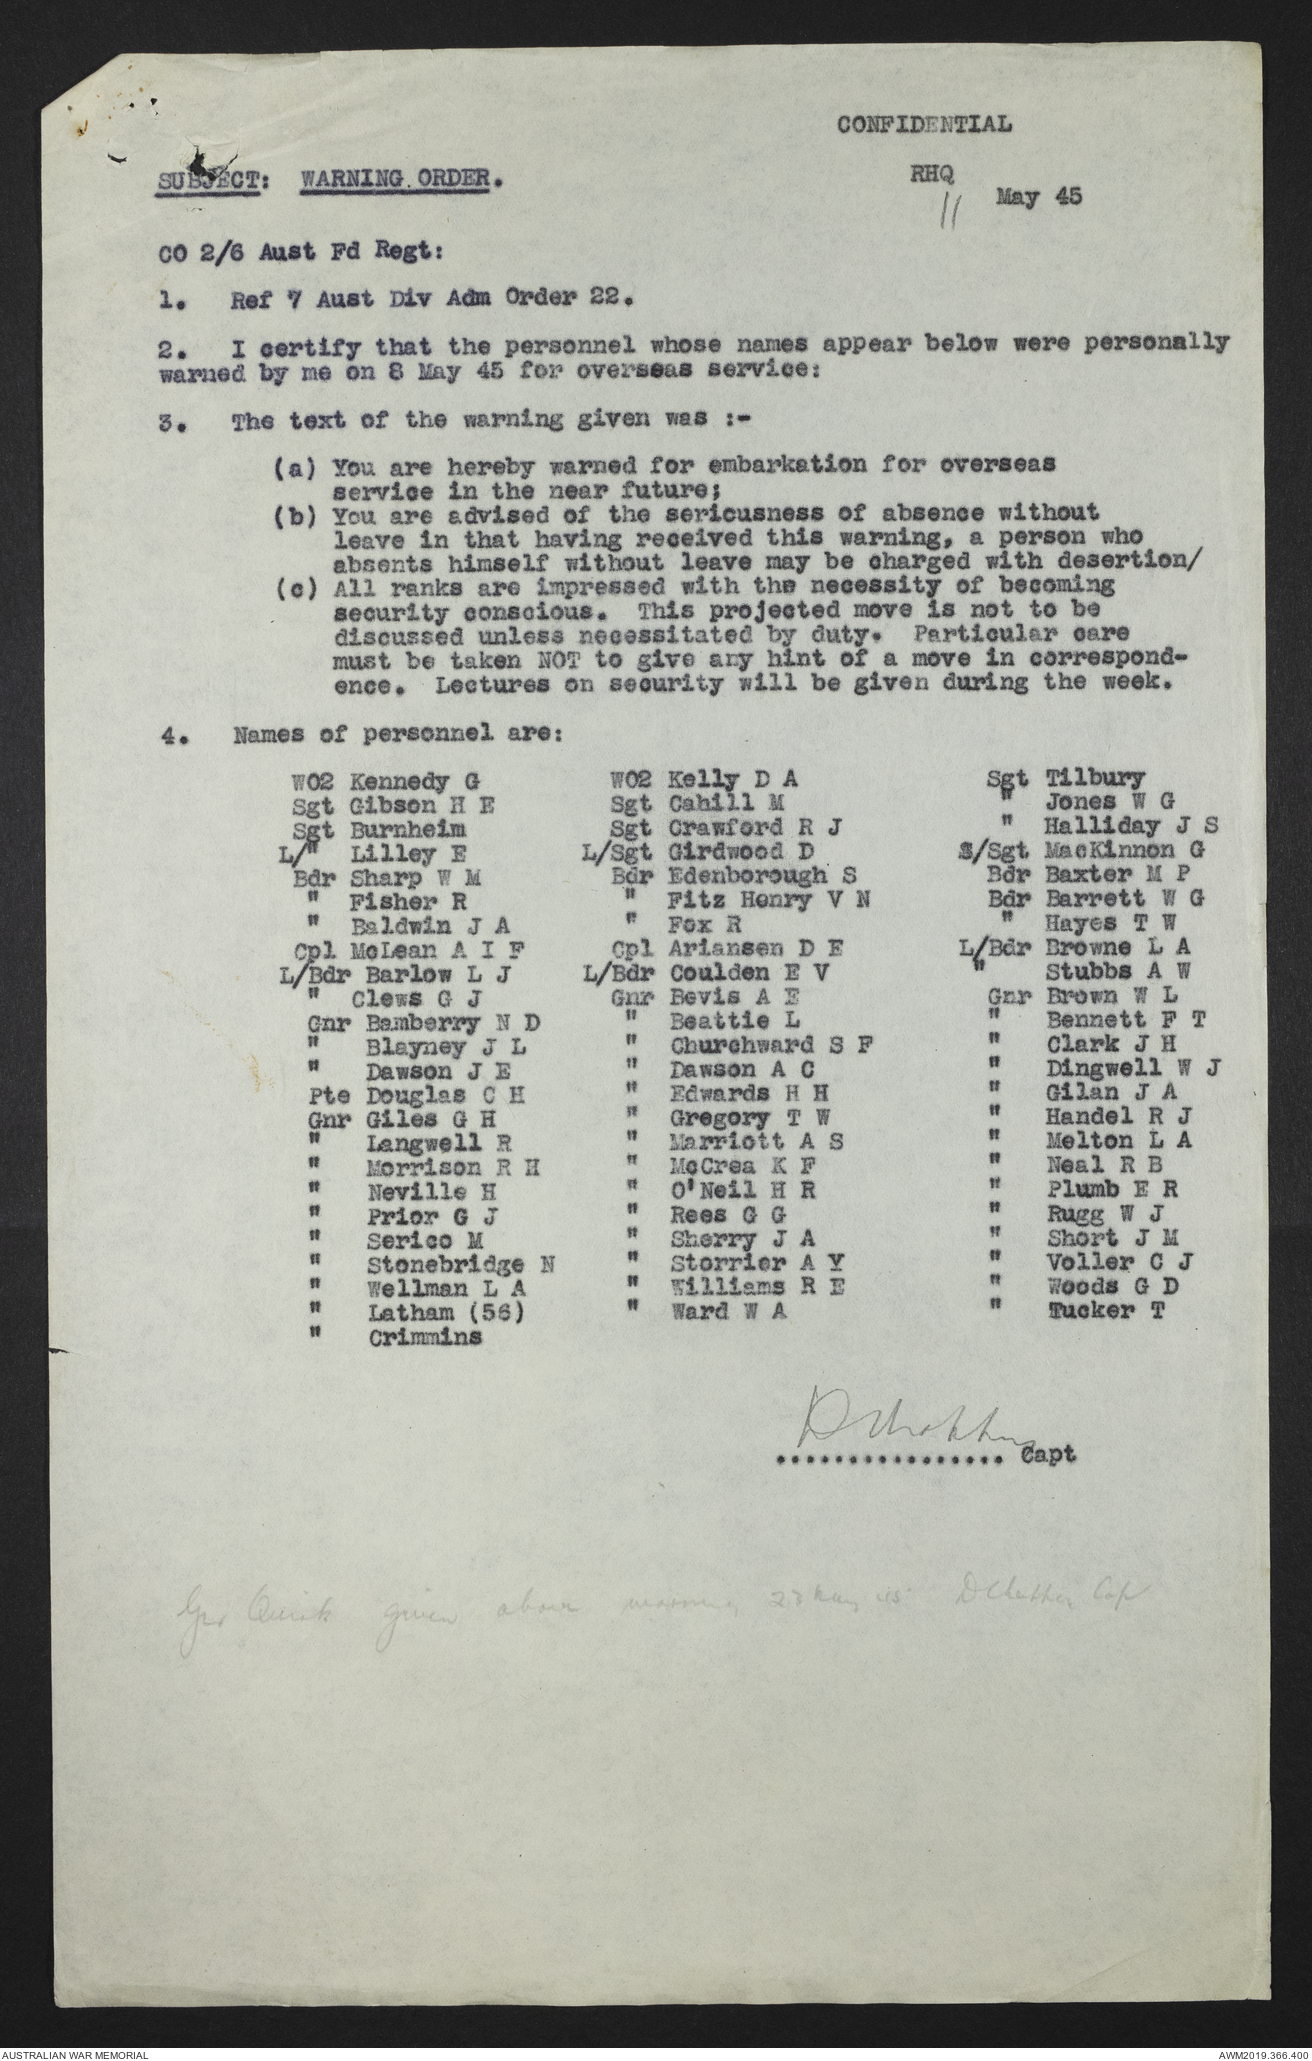 CONFIDENTIAL
SUBJECT: WARNING ORDER.
RHQ
11 May 45
CO 2/6 Aust Fd Regt:
1. Ref 7 Aust Div Adm Order 22.
2. I certify that the personnel whose names appear below were personally
warned by me on 8 May 45 for overseas service:
3. The text of the warning given was :-
(a) You are hereby warned for embarkation for overseas
service in the near future;
(b) You are advised of the seriousness of absence without
leave in that having received this warning, a person who
absents himself without leave may be charged with desertion/
(c) All ranks are impressed with the necessity of becoming
security conscious. This projected move is not to be
discussed unless necessitated by duty. Particular care
must be taken NOT to give any hint of a move in correspond-
ence. Lectures on security will be given during the week.
4. Names of personnel are:
WO2 Kennedy G WO2 Kelly D A Sgt Tilbury
Sgt Gibson H E Sgt Cahill M " Jones W G
Sgt Burnheim Sgt Crawford R J " Halliday J S
L/" Lilley E L/Sgt Girdwood D S/Sgt MacKinnon G
Bdr Sharp W M Bdr Edenborough S Bdr Baxter M P
" Fisher R " Fitz Henry V N Bdr Barrett W G
" Baldwin J A " Fox R " Hayes T W
Cpl McLean A I F Cpl Ariansen D E L/Bdr Browne L A
L/Bdr Barlow L J L/Bdr Coulden E V " Stubbs A W
" Clews G J Gnr Bevis A E Gnr Brown W L
Gnr Bamberry N D " Beattie L " Bennett F T
" Blayney J L " Churchward S F " Clark J H
" Dawson J E " Dawson A C " Dingwell W J
Pte Douglas C H " Edwards H H " Gilan J A
Gnr Giles G H " Gregory T W " Handel R J
" Langwell R " Marriott A S " Melton L A
" Morrison R H " McCrea K F " Neal R B
" Neville H " O'Neil H R " Plumb E R
" Prior G J " Rees G G " Rugg W J
" Serico M " Sherry J A " Short J M
" Stonebridge N " Storrier A Y " Voller C J
" Wellman L A " Williams R E " Woods G D
" Latham (56) " Ward W A " Tucker T
" Crimmins
................ Capt
Gnr Quirk given above warning 23 May 45 Cap
AUSTRALIAN WAR MEMORIAL
AWM2019.366.400